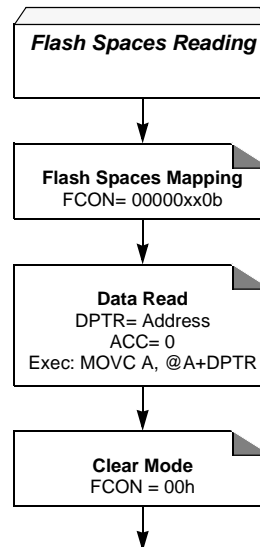 Flash Spaces Reading
Flash Spaces Mapping
FCON= 00000xx0b
Data Read
DPTR= Address
ACC= 0
Exec: MOVC A, @A+DPTR
Clear Mode
FCON = 00h